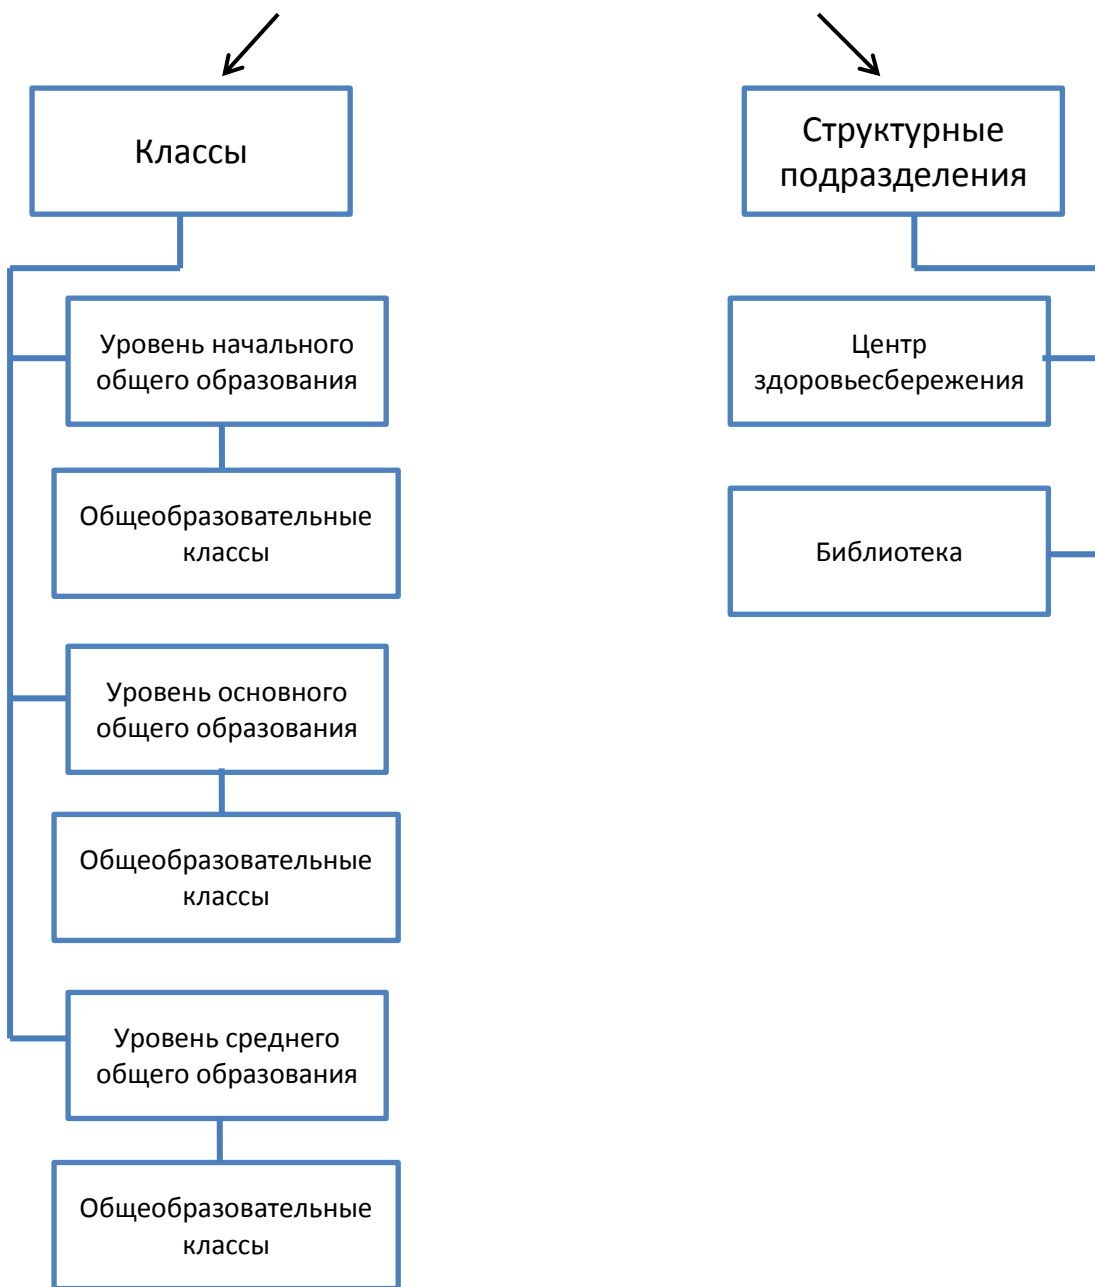 Классы
Структурные
подразделения
Уровень начального
общего образования
Центр
здоровьесбережения
Общеобразовательные
классы
Библиотека
Уровень основного
общего образования
Общеобразовательные
классы
Уровень среднего
общего образования
Общеобразовательные
классы